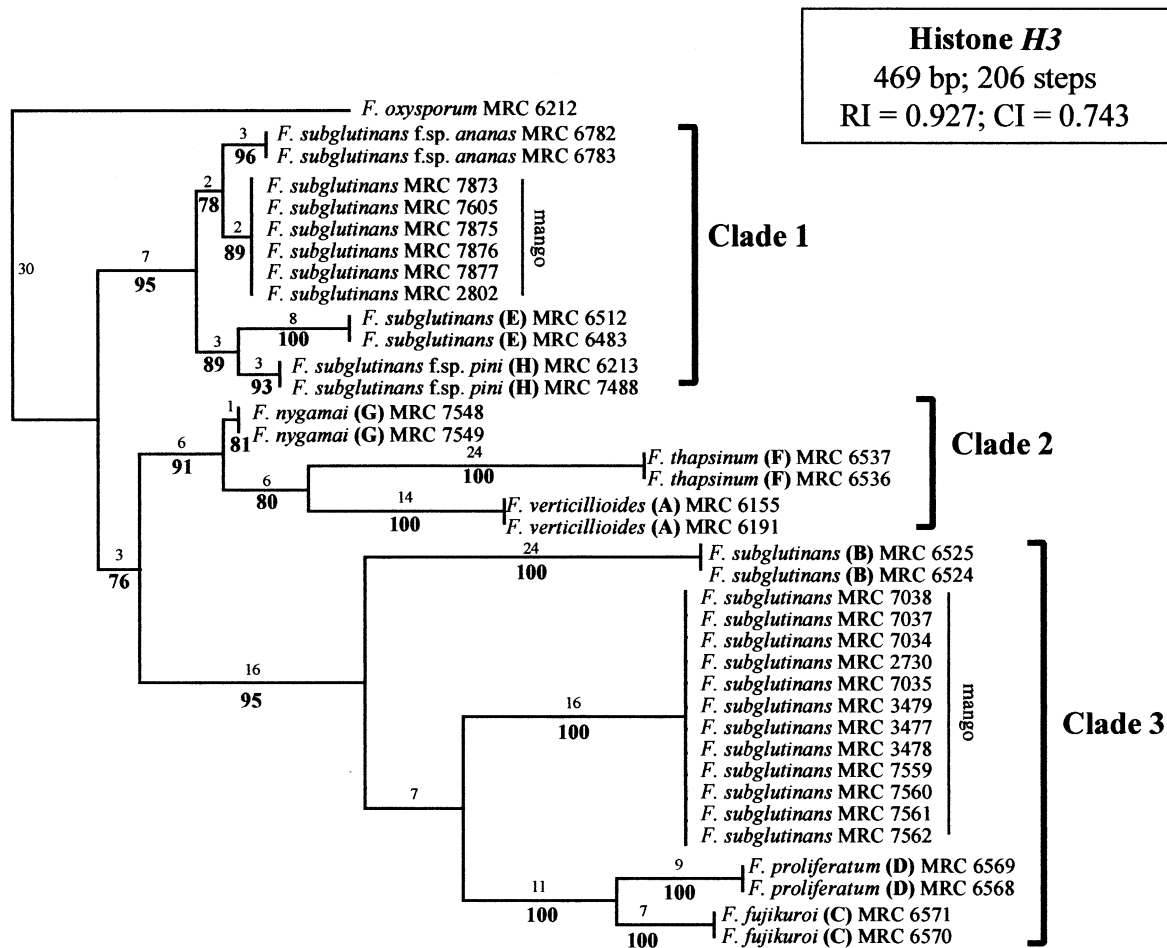 Histone H3
469 bp; 206 steps
RI = 0.927; CI = 0.743
F. oxysporum MRC 6212
3
F. subglutinans f.sp. ananas MRC 6782
96
F. subglutinans f.sp. ananas MRC 6783
2
78
F. subglutinans MRC 7873
F. subglutinans MRC 7605
2
F. subglutinans MRC 7875
89
F. subglutinans MRC 7876
F. subglutinans MRC 7877
F. subglutinans MRC 2802
mango
Clade 1
30
7
95
8
F. subglutinans (E) MRC 6512
100
F. subglutinans (E) MRC 6483
3
89
3
F. subglutinans f.sp. pini (H) MRC 6213
93
F. subglutinans f.sp. pini (H) MRC 7488
1
F. nygamai (G) MRC 7548
81
F. nygamai (G) MRC 7549
6
91
Clade 2
24
F. thapsinum (F) MRC 6537
100
F. thapsinum (F) MRC 6536
6
80
14
F. verticillioides (A) MRC 6155
100
F. verticillioides (A) MRC 6191
3
76
24
F. subglutinans (B) MRC 6525
100
F. subglutinans (B) MRC 6524
F. subglutinans MRC 7038
F. subglutinans MRC 7037
F. subglutinans MRC 7034
F. subglutinans MRC 2730
F. subglutinans MRC 7035
F. subglutinans MRC 3479
F. subglutinans MRC 3477
F. subglutinans MRC 3478
F. subglutinans MRC 7559
F. subglutinans MRC 7560
F. subglutinans MRC 7561
F. subglutinans MRC 7562
mango
Clade 3
16
95
16
100
7
9
F. proliferatum (D) MRC 6569
100
F. proliferatum (D) MRC 6568
11
100
7
F. fujikuroi (C) MRC 6571
100
F. fujikuroi (C) MRC 6570